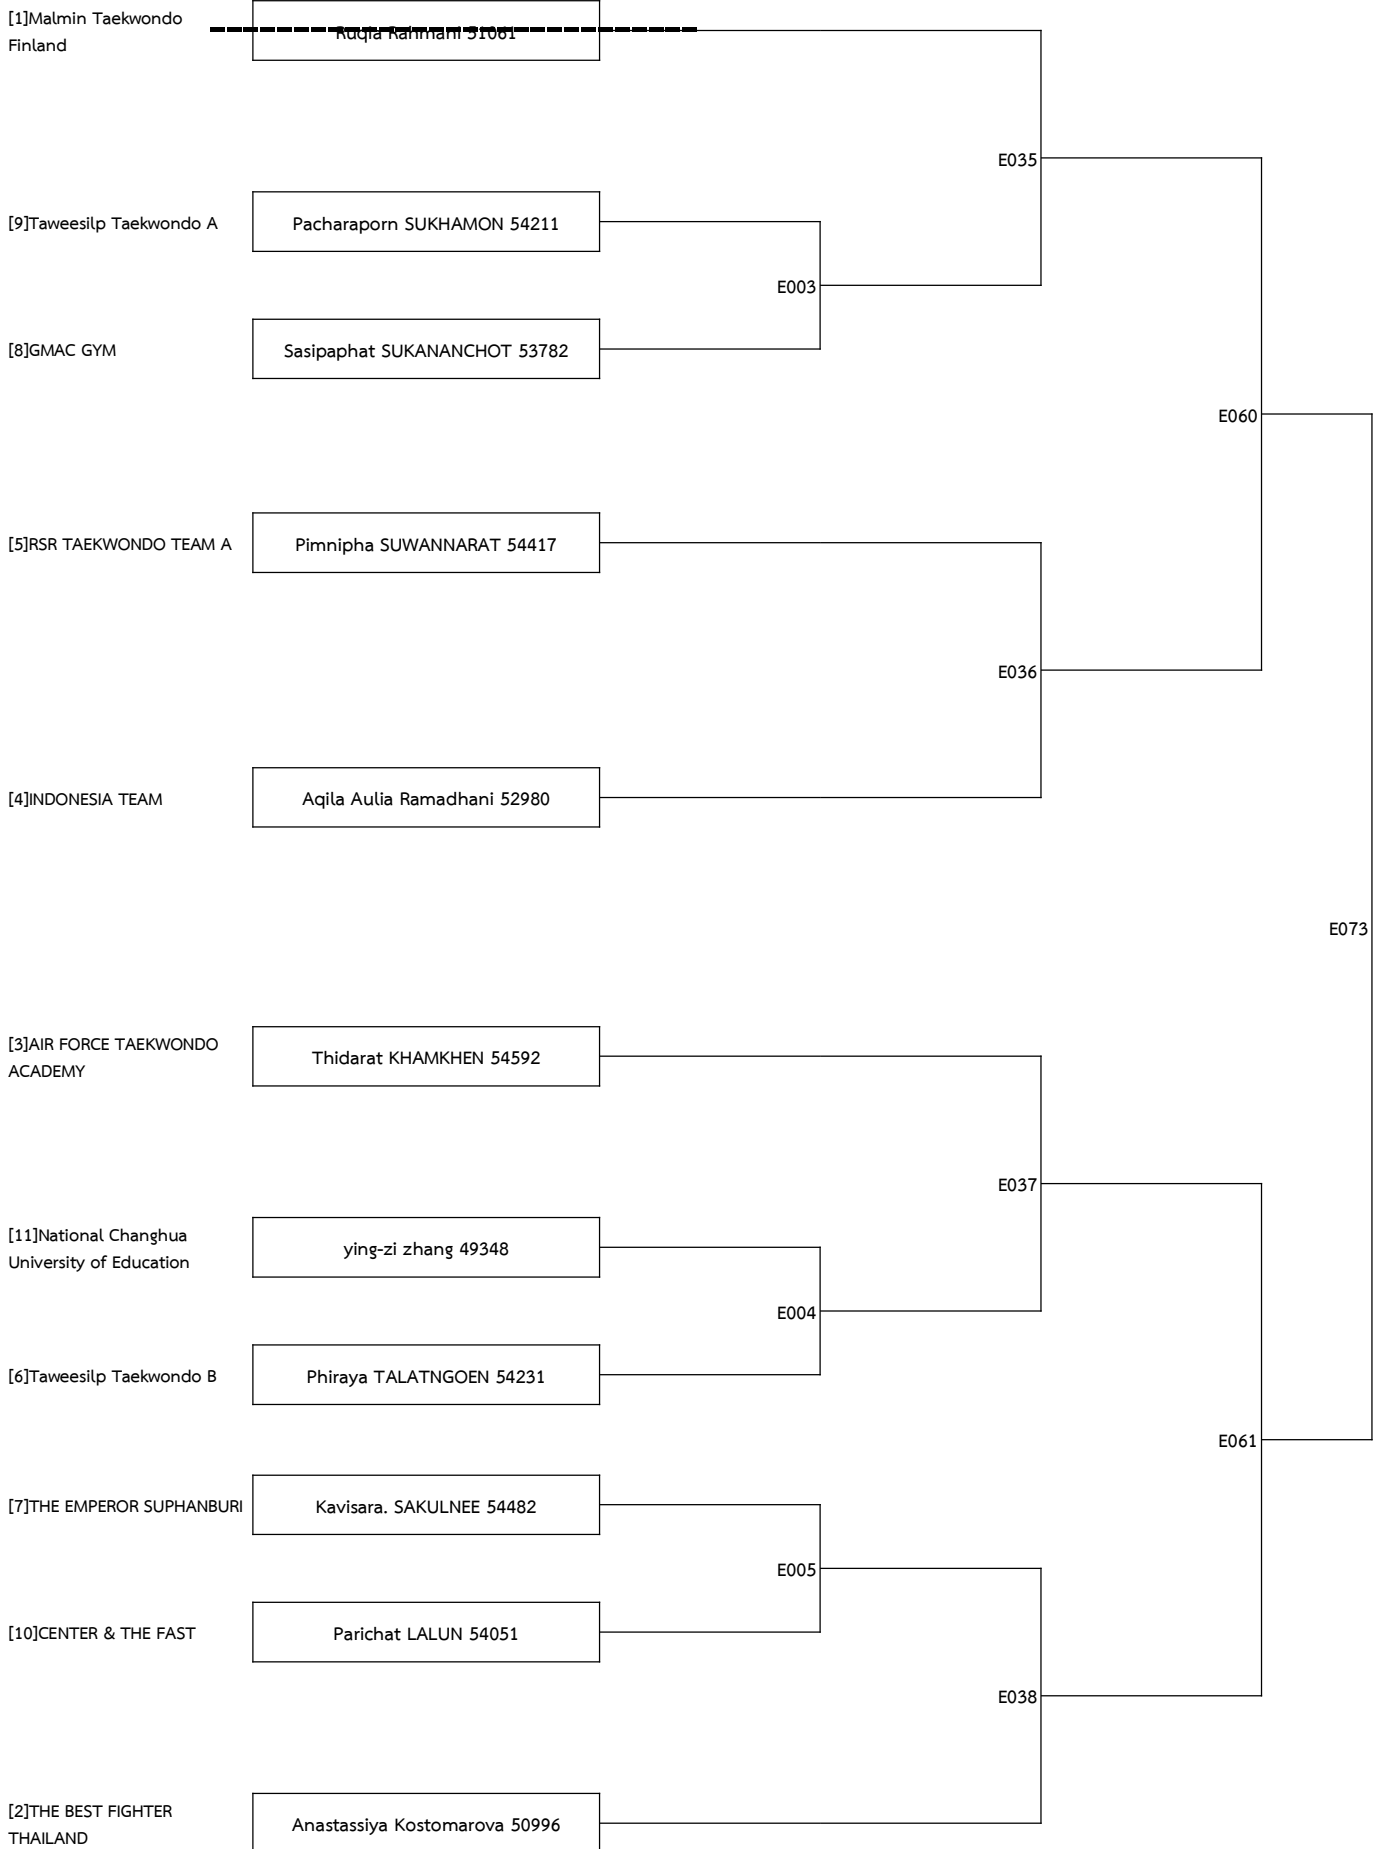 [1]Malmin Taekwondo
Finland
Ruqia Rahmani 51061
E035
[9]Taweesilp Taekwondo A
Pacharaporn SUKHAMON 54211
E003
[8]GMAC GYM
Sasipaphat SUKANANCHOT 53782
E060
[5]RSR TAEKWONDO TEAM A
Pimnipha SUWANNARAT 54417
E036
[4]INDONESIA TEAM
Aqila Aulia Ramadhani 52980
E073
[3]AIR FORCE TAEKWONDO
ACADEMY
Thidarat KHAMKHEN 54592
E037
[11]National Changhua
University of Education
ying-zi zhang 49348
E004
[6]Taweesilp Taekwondo B
Phiraya TALATNGOEN 54231
E061
[7]THE EMPEROR SUPHANBURI
Kavisara. SAKULNEE 54482
E005
[10]CENTER & THE FAST
Parichat LALUN 54051
E038
[2]THE BEST FIGHTER
THAILAND
Anastassiya Kostomarova 50996